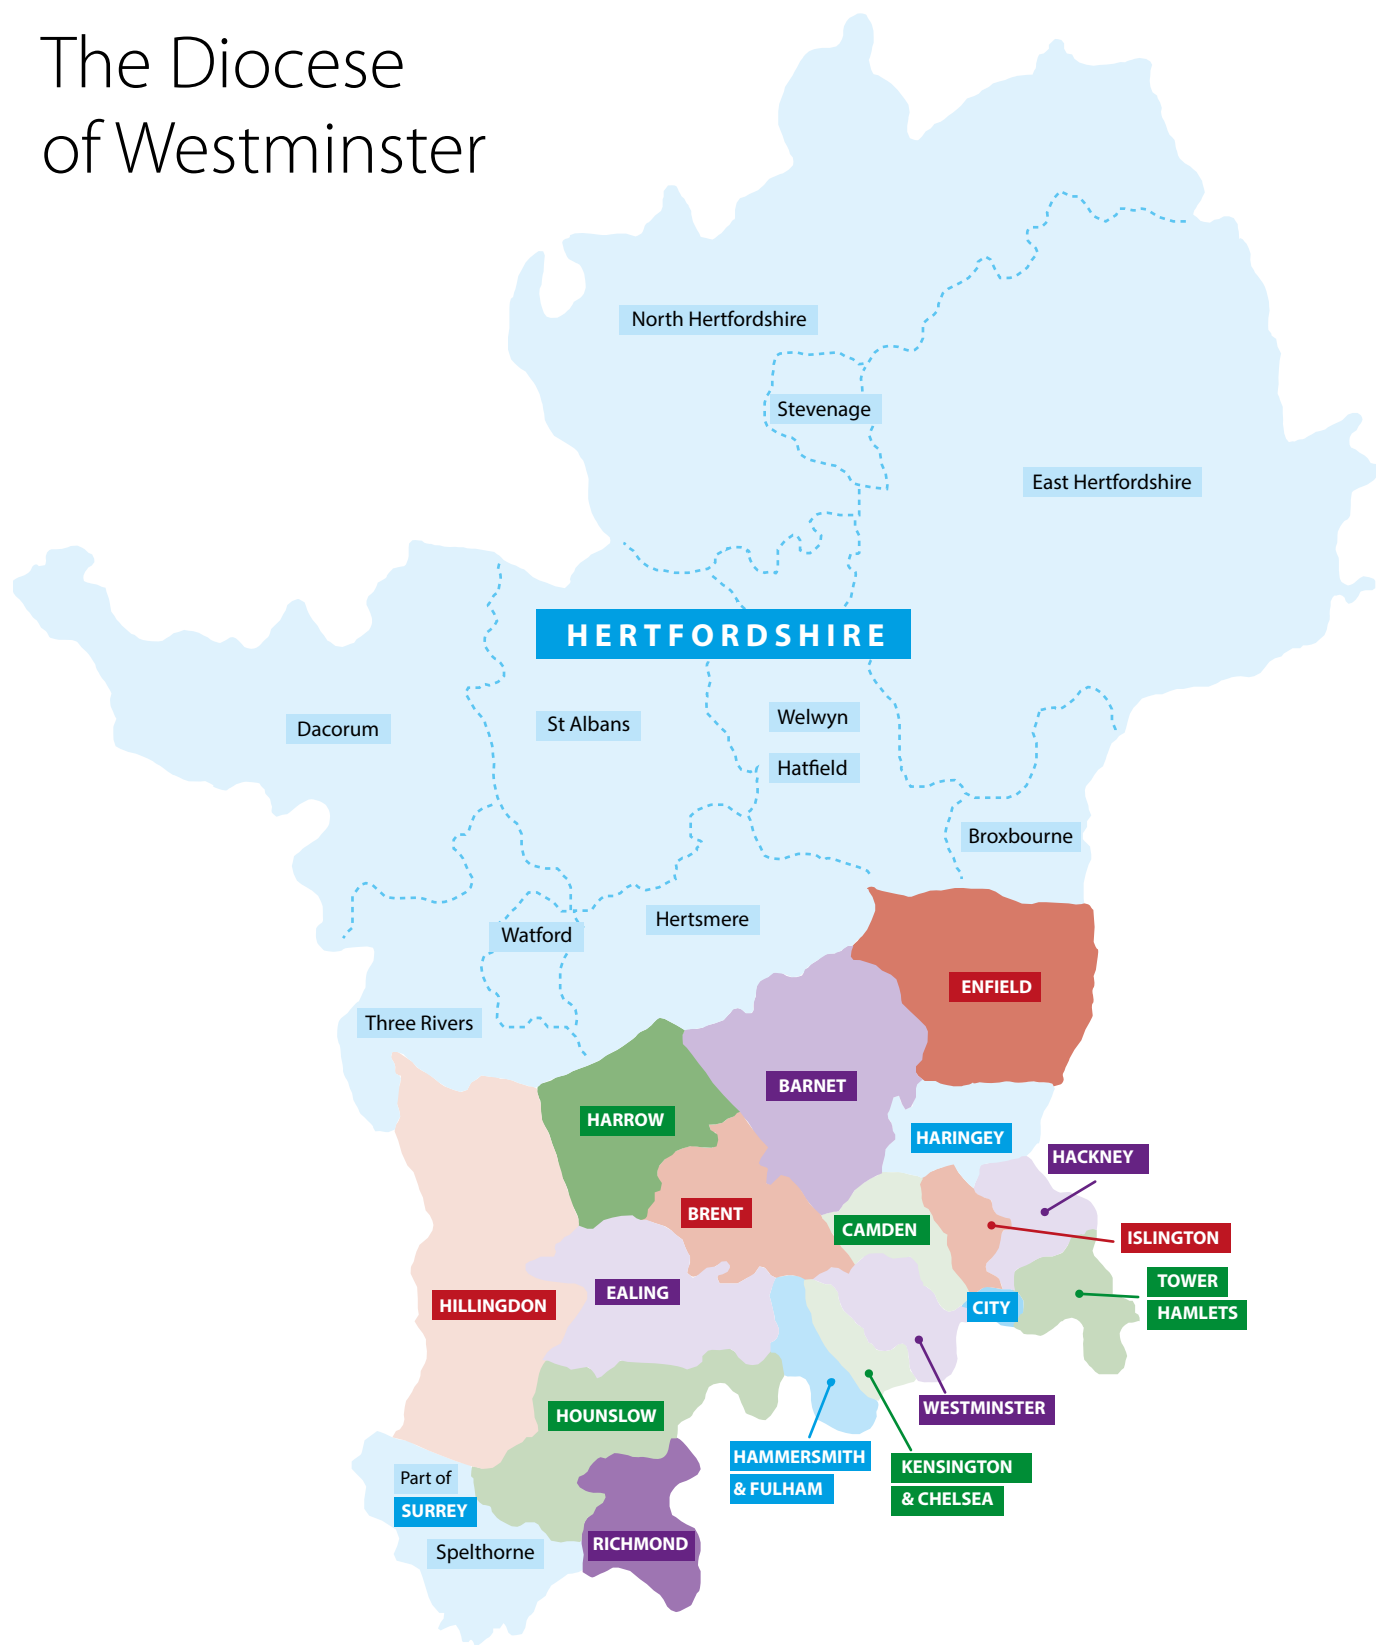 The Diocese
of Westminster
North Hertfordshire
Stevenage
East Hertfordshire
HERTFORDSHIRE
Dacorum
St Albans
Welwyn
Hatfield
Broxbourne
Hertsmere
Watford
Three Rivers
ENFIELD
BARNET
HARROW
HARINGEY
HACKNEY
BRENT
CAMDEN
ISLINGTON
TOWER
HAMLETS
EALING
HILLINGDON
CITY
WESTMINSTER
HOUNSLOW
HAMMERSMITH
& FULHAM
KENSINGTON
& CHELSEA
Part of
SURREY
Spelthorne
RICHMOND